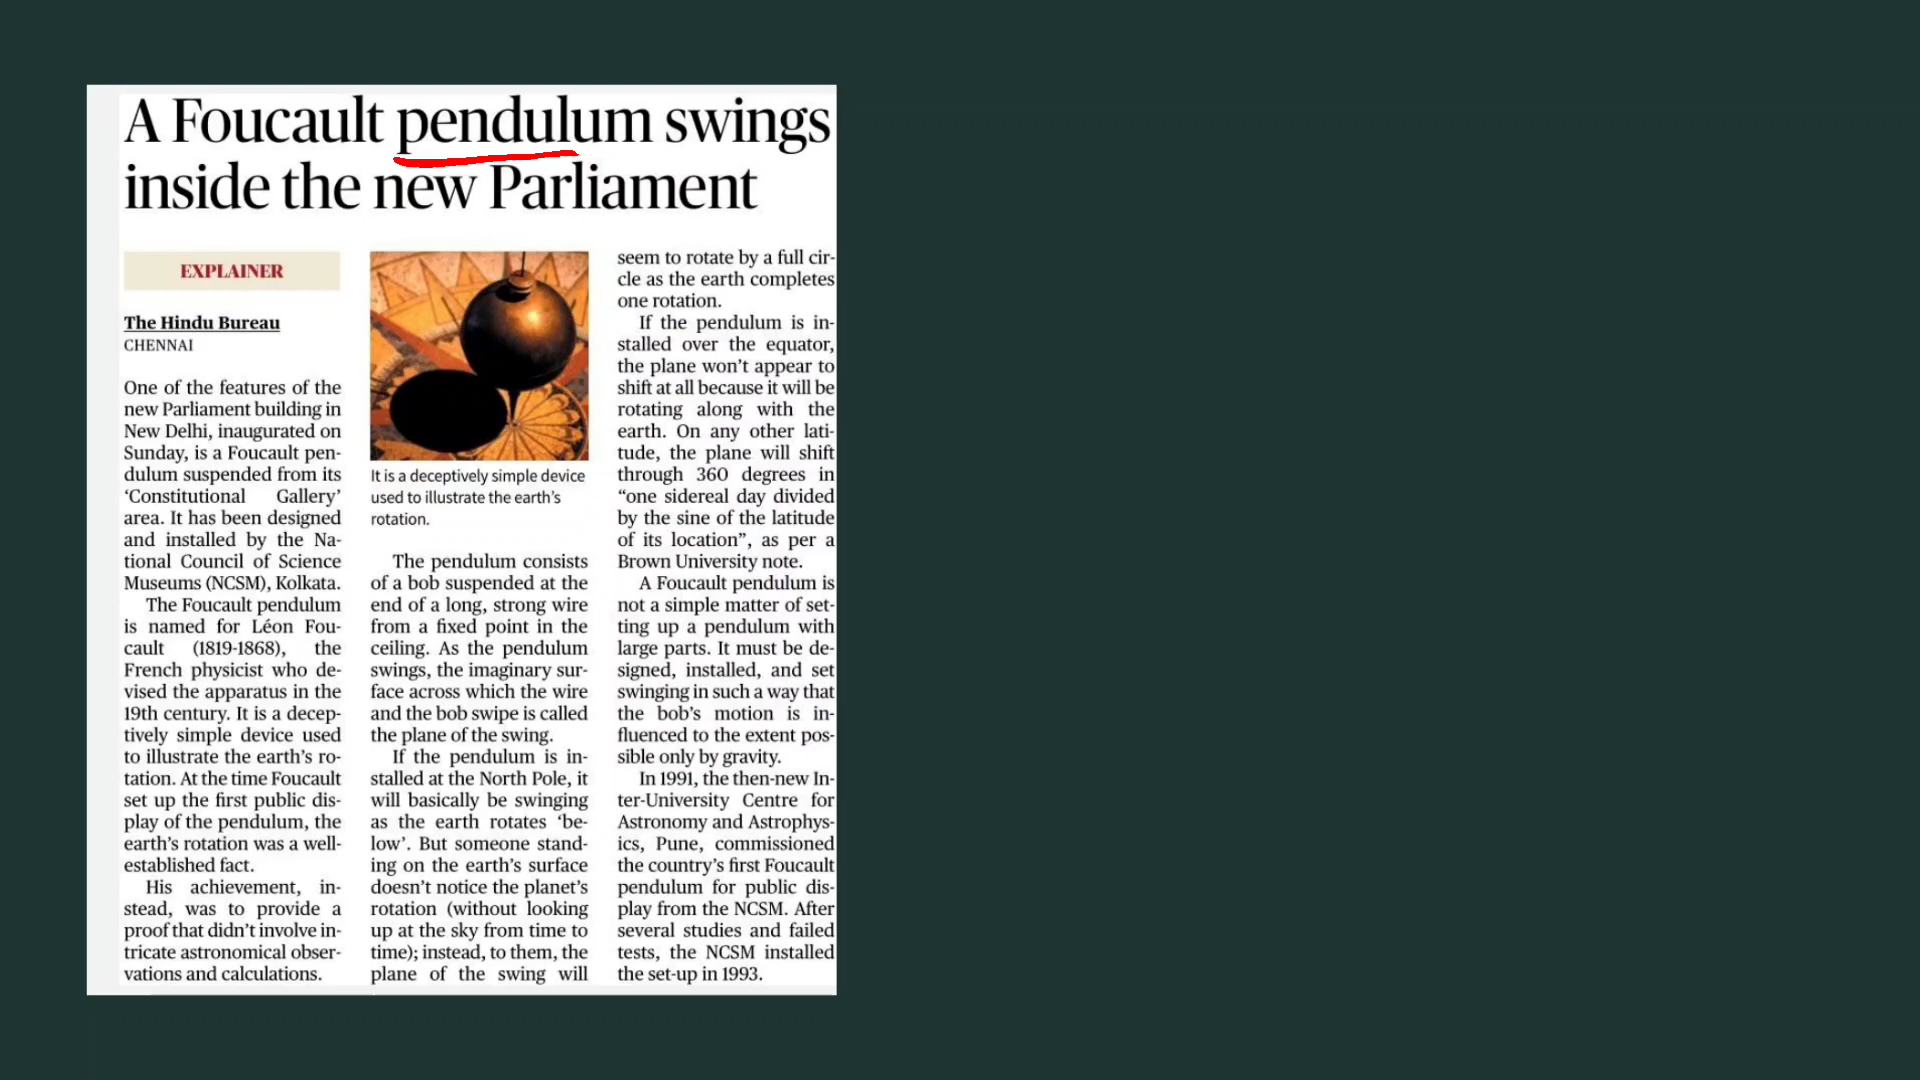 A Foucault pendulum swings
inside the new Parliament
EXPLAINER
The Hindu Bureau
CHENNAI
One of the features of the
new Parliament building in
New Delhi, inaugurated on
Sunday, is a Foucault pen-
dulum suspended from its
‘Constitutional Gallery’
area. It has been designed
and installed by the Na-
tional Council of Science
Museums (NCSM), Kolkata.
The Foucault pendulum
is named for Léon Fou-
cault (1819-1868), the
French physicist who de-
vised the apparatus in the
19th century. It is a decep-
tively simple device used
to illustrate the earth’s ro-
tation. At the time Foucault
set up the first public dis-
play of the pendulum, the
earth’s rotation was a well-
established fact.
His achievement, in-
stead, was to provide a
proof that didn’t involve in-
tricate astronomical obser-
vations and calculations.
It is a deceptively simple device
used to illustrate the earth’s
rotation.
The pendulum consists
of a bob suspended at the
end of a long, strong wire
from a fixed point in the
ceiling. As the pendulum
swings, the imaginary sur-
face across which the wire
and the bob swipe is called
the plane of the swing.
If the pendulum is in-
stalled at the North Pole, it
will basically be swinging
as the earth rotates ‘be-
low’. But someone stand-
ing on the earth’s surface
doesn’t notice the planet’s
rotation (without looking
up at the sky from time to
time); instead, to them, the
plane of the swing will
seem to rotate by a full cir-
cle as the earth completes
one rotation.
If the pendulum is in-
stalled over the equator,
the plane won’t appear to
shift at all because it will be
rotating along with the
earth. On any other lati-
tude, the plane will shift
through 360 degrees in
“one sidereal day divided
by the sine of the latitude
of its location”, as per a
Brown University note.
A Foucault pendulum is
not a simple matter of set-
ting up a pendulum with
large parts. It must be de-
signed, installed, and set
swinging in such a way that
the bob’s motion is in-
fluenced to the extent pos-
sible only by gravity.
In 1991, the then-new In-
ter-University Centre for
Astronomy and Astrophys-
ics, Pune, commissioned
the country’s first Foucault
pendulum for public dis-
play from the NCSM. After
several studies and failed
tests, the NCSM installed
the set-up in 1993.